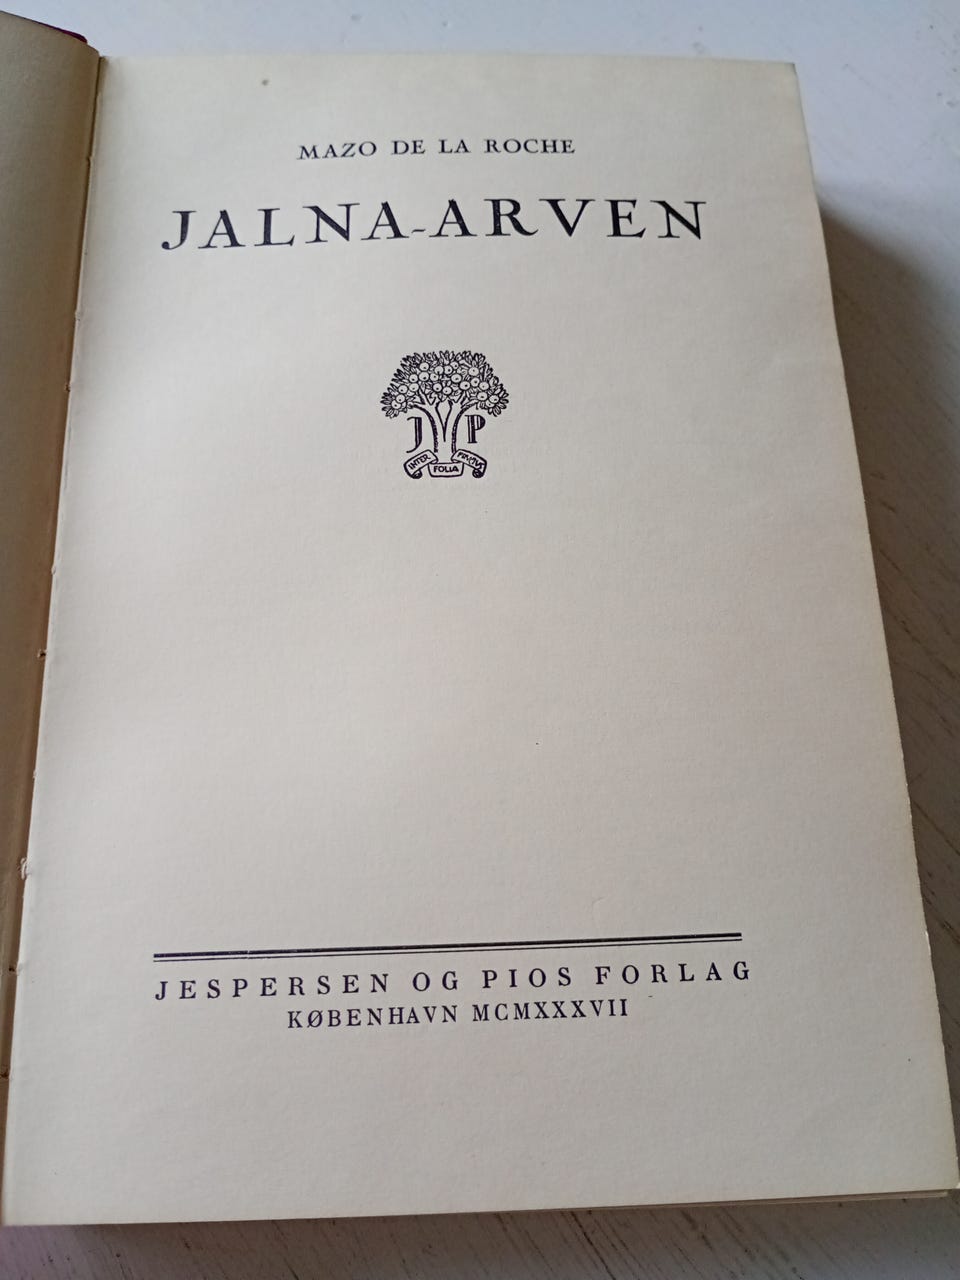 MAZO DE LA ROCHE
JALNA-ARVEN
J P
INTER FOLIA FRUCTUS
JESPERSEN OG PIOS FORLAG
KØBENHAVN MCMXXXVII